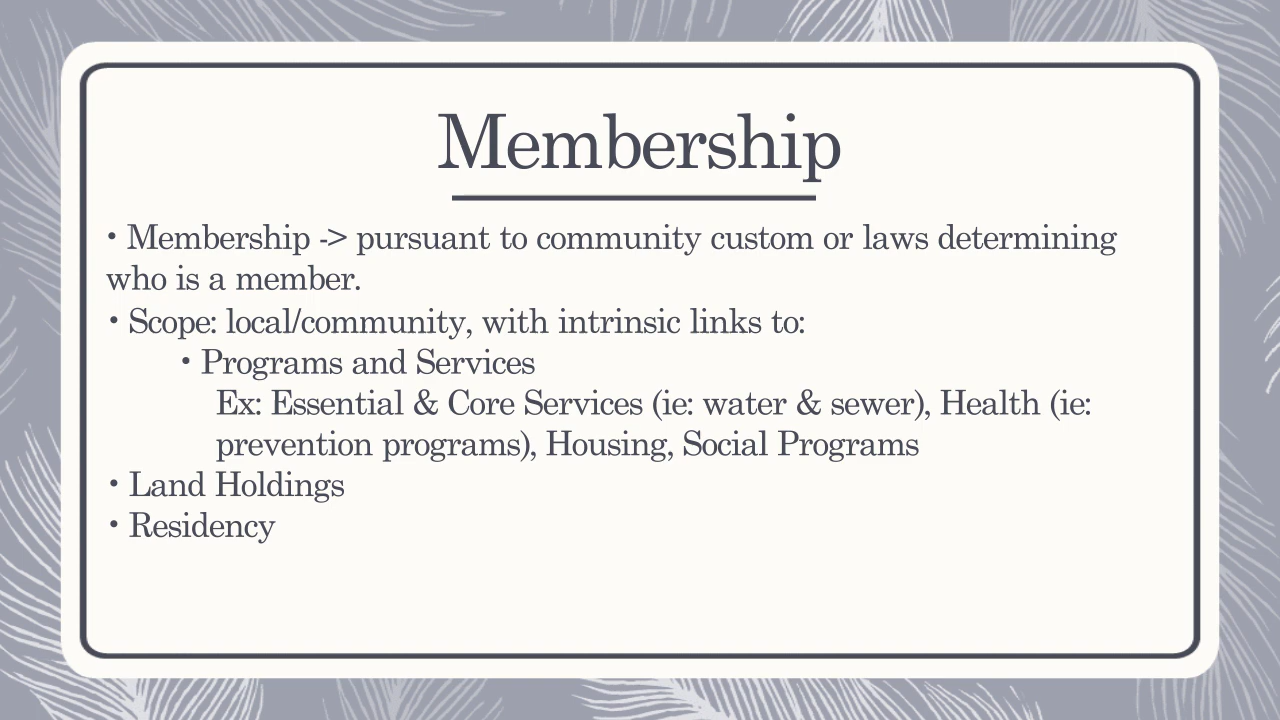 Membership
• Membership -> pursuant to community custom or laws determining
who is a member.
• Scope: local/community, with intrinsic links to:
• Programs and Services
Ex: Essential & Core Services (ie: water & sewer), Health (ie:
prevention programs), Housing, Social Programs
• Land Holdings
• Residency